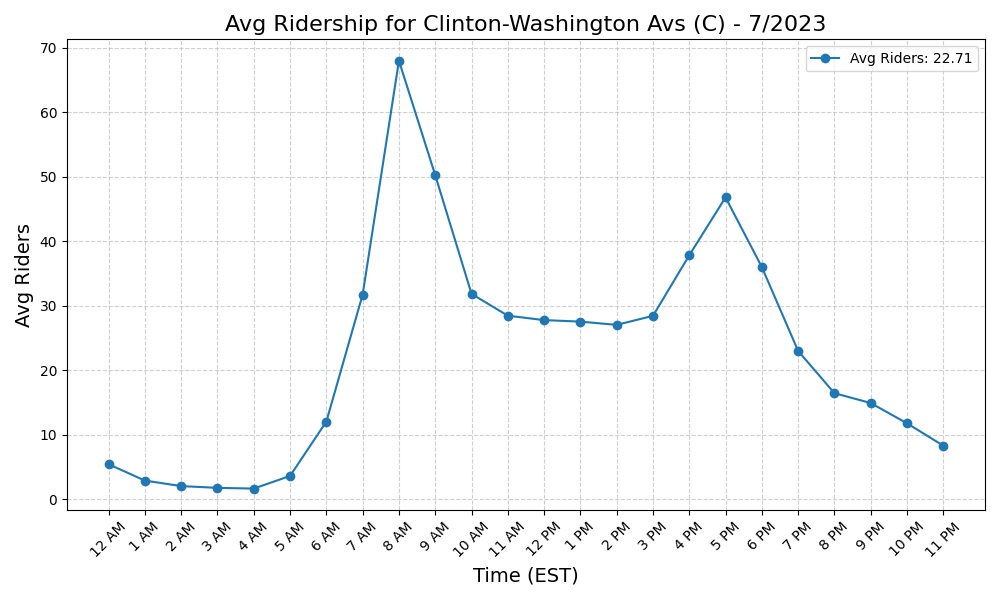 Avg Ridership for Clinton-Washington Avs (C) - 7/2023
Avg Riders: 22.71
Avg Riders
70
60
50
40
30
20
10
0
12 AM
1 AM
2 AM
3 AM
4 AM
5 AM
6 AM
7 AM
8 AM
9 AM
10 AM
11 AM
12 PM
1 PM
2 PM
3 PM
4 PM
5 PM
6 PM
7 PM
8 PM
9 PM
10 PM
11 PM
Time (EST)